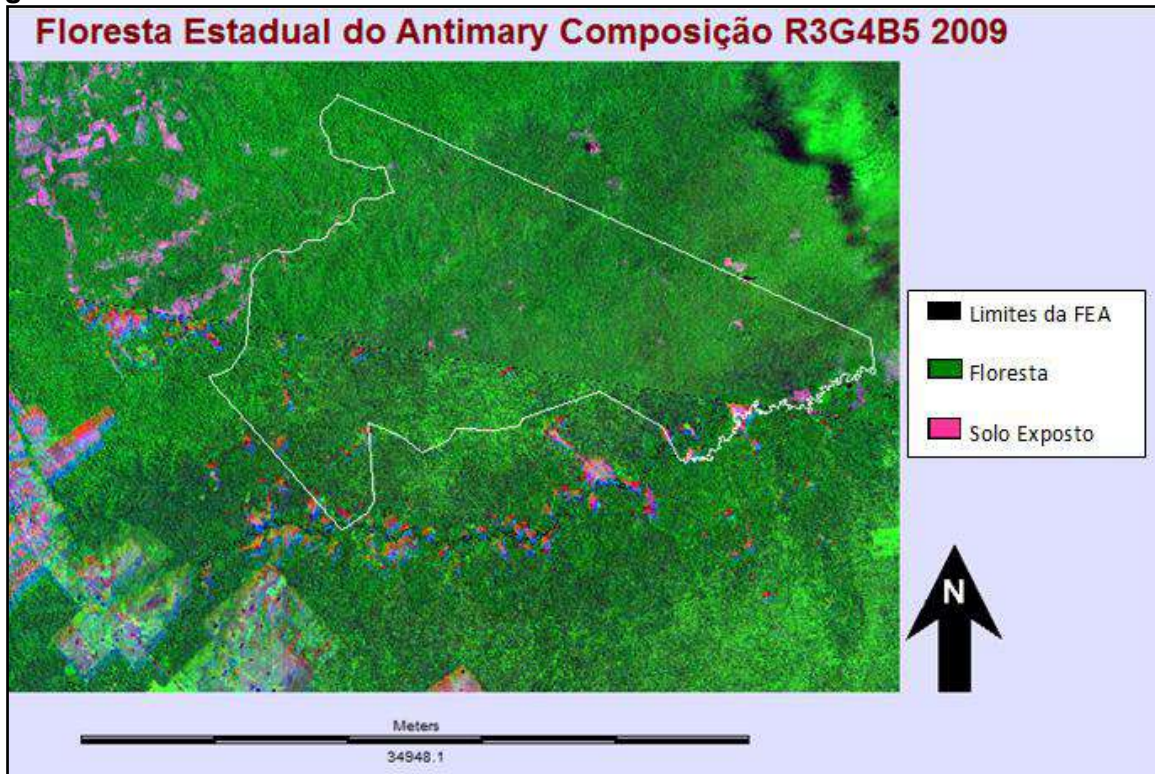 Floresta Estadual do Antimary Composição R3G4B5 2009
Limites da FEA
Floresta
Solo Exposto
N
Meters
34948.1